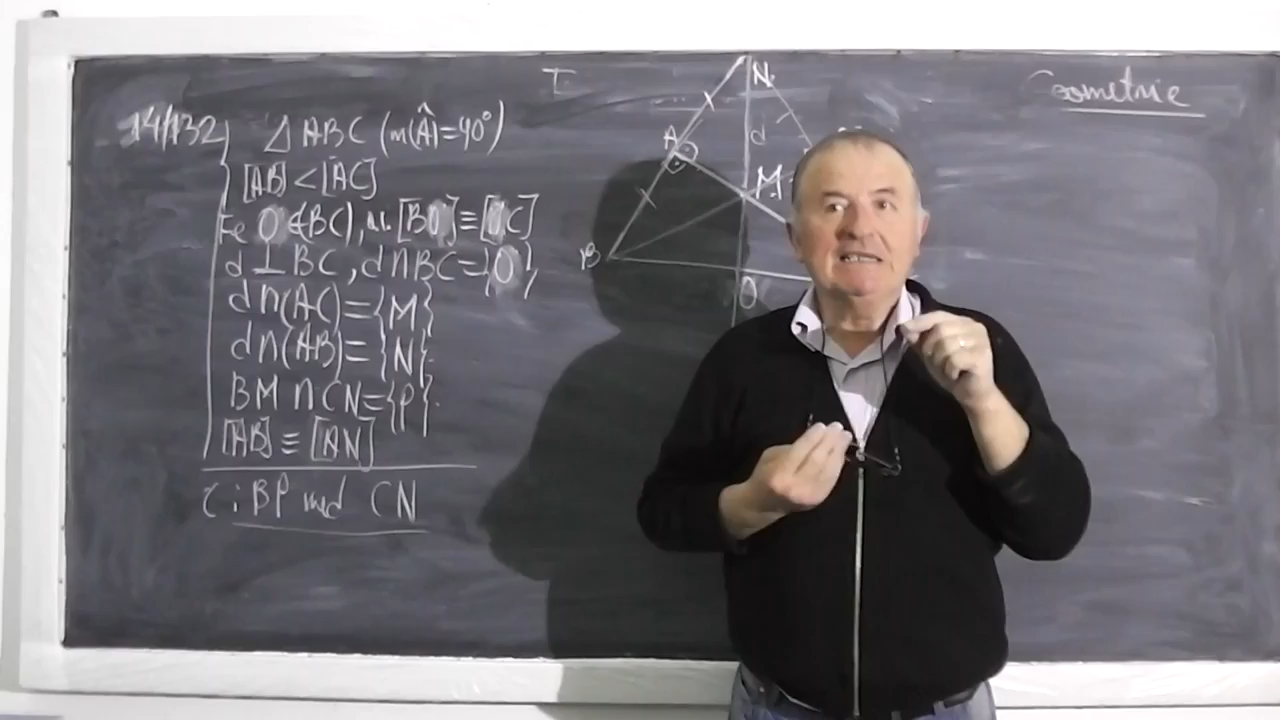 14/132) △ABC (m(Â)=90°)
[AB] < [AC]
Fie O∈(BC), a.î. [BO]≡[OC]
d⊥BC, d∩BC={O},
d∩(AC)={M}
d∩(AB)={N}.
BM∩CN={P}.
[AB]≡[AN]
C: BP med CN
I
N
A
d
M
B
O
Geometrie